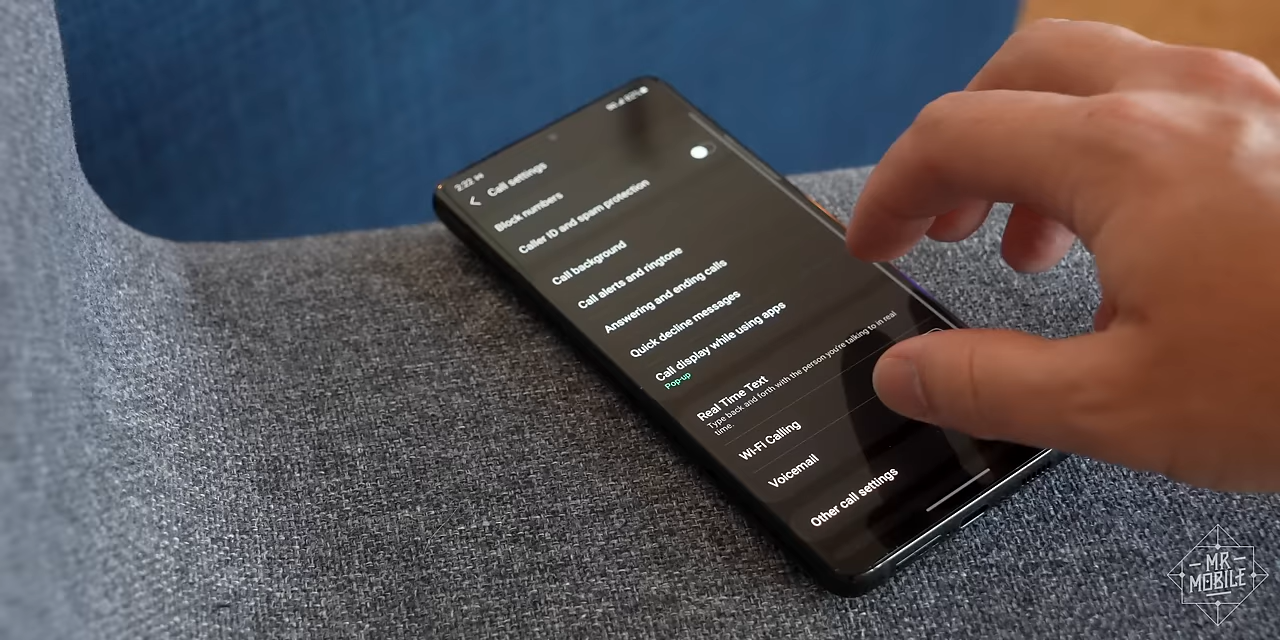 2:22
Call settings
Block numbers
Caller ID and spam protection
Call background
Call alerts and ringtone
Answering and ending calls
Quick decline messages
Call display while using apps
Pop-up
Real Time Text
Type back and forth with the person you're talking to in real
time.
Wi-Fi Calling
Voicemail
Other call settings
MR
MOBILE